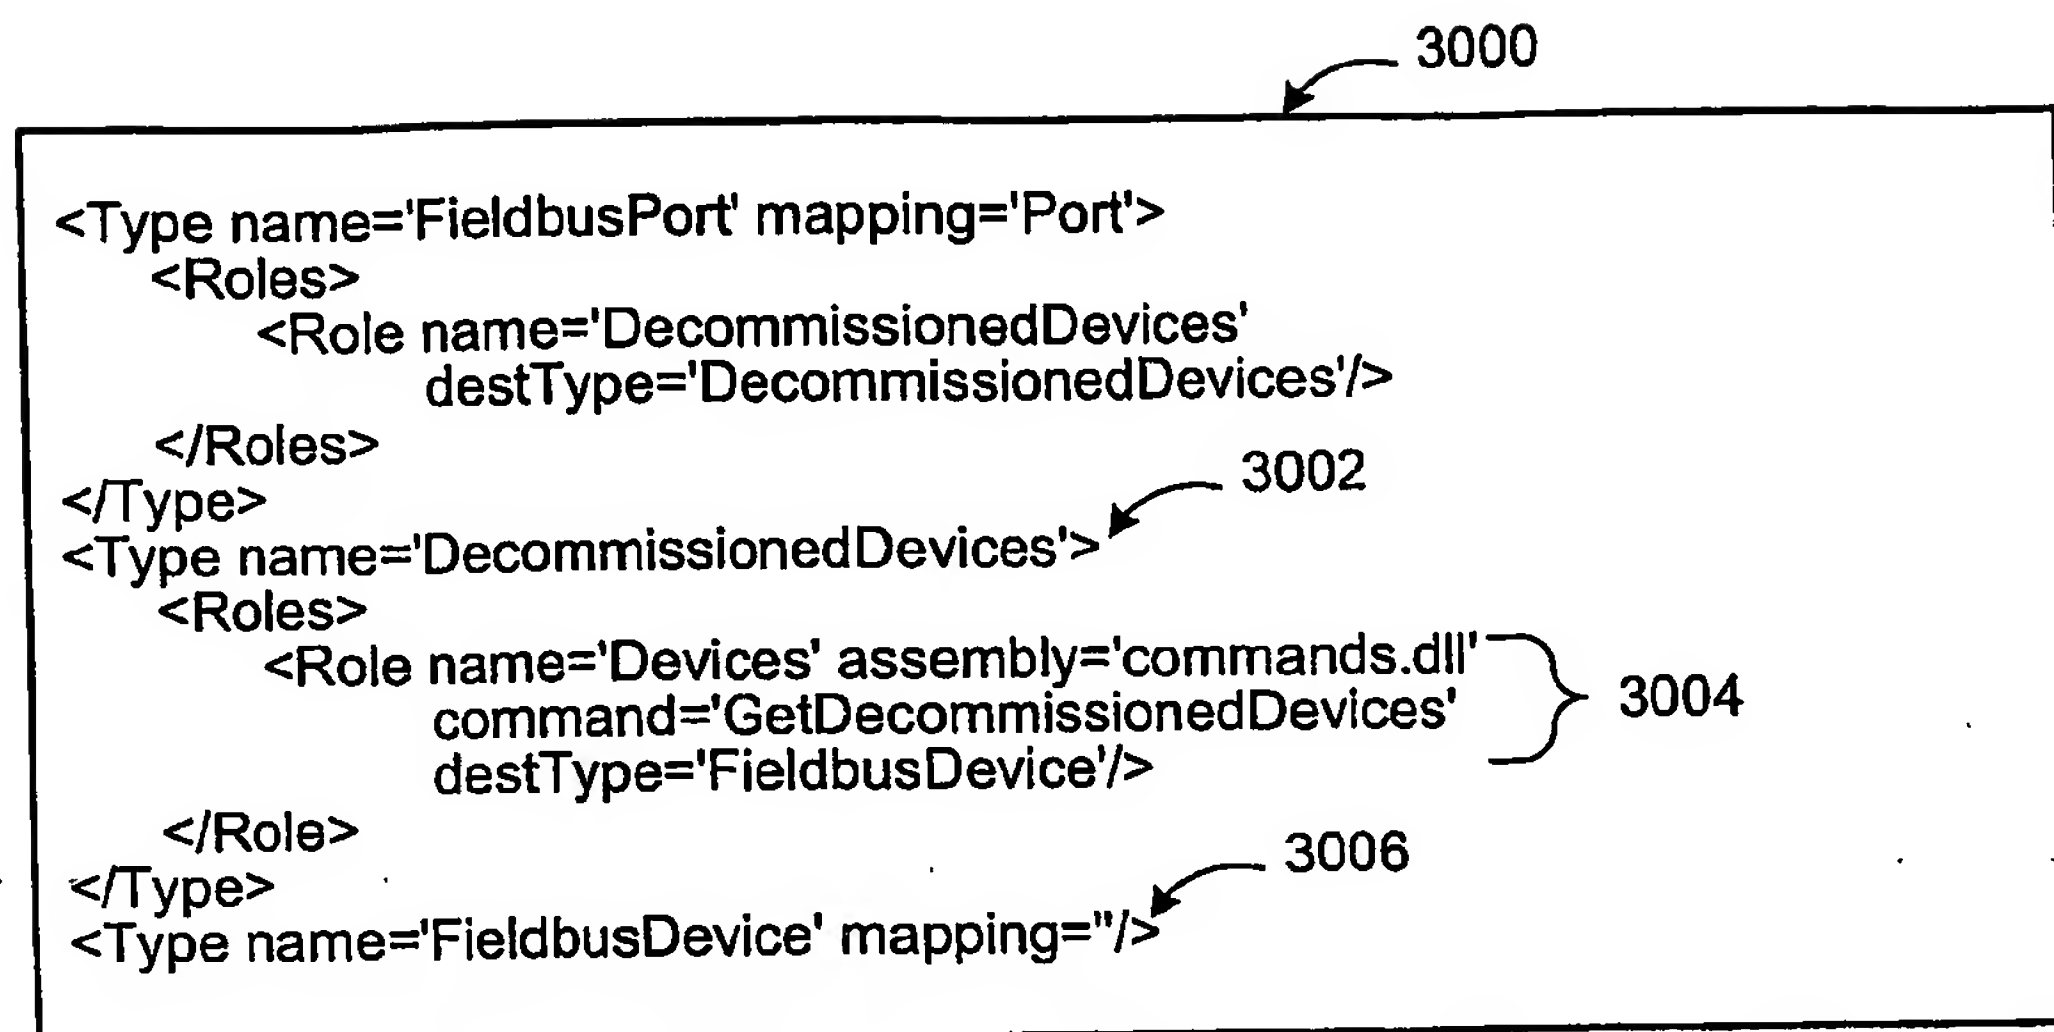 3000
<Type name='FieldbusPort' mapping='Port'>
<Roles>
<Role name='DecommissionedDevices'
destType='DecommissionedDevices'/>
</Roles>
</Type>
3002
<Type name='DecommissionedDevices'>
<Roles>
<Role name='Devices' assembly='commands.dll'
command='GetDecommissionedDevices'
destType='FieldbusDevice'/>
3004
</Role>
</Type>
3006
<Type name='FieldbusDevice' mapping=''/>